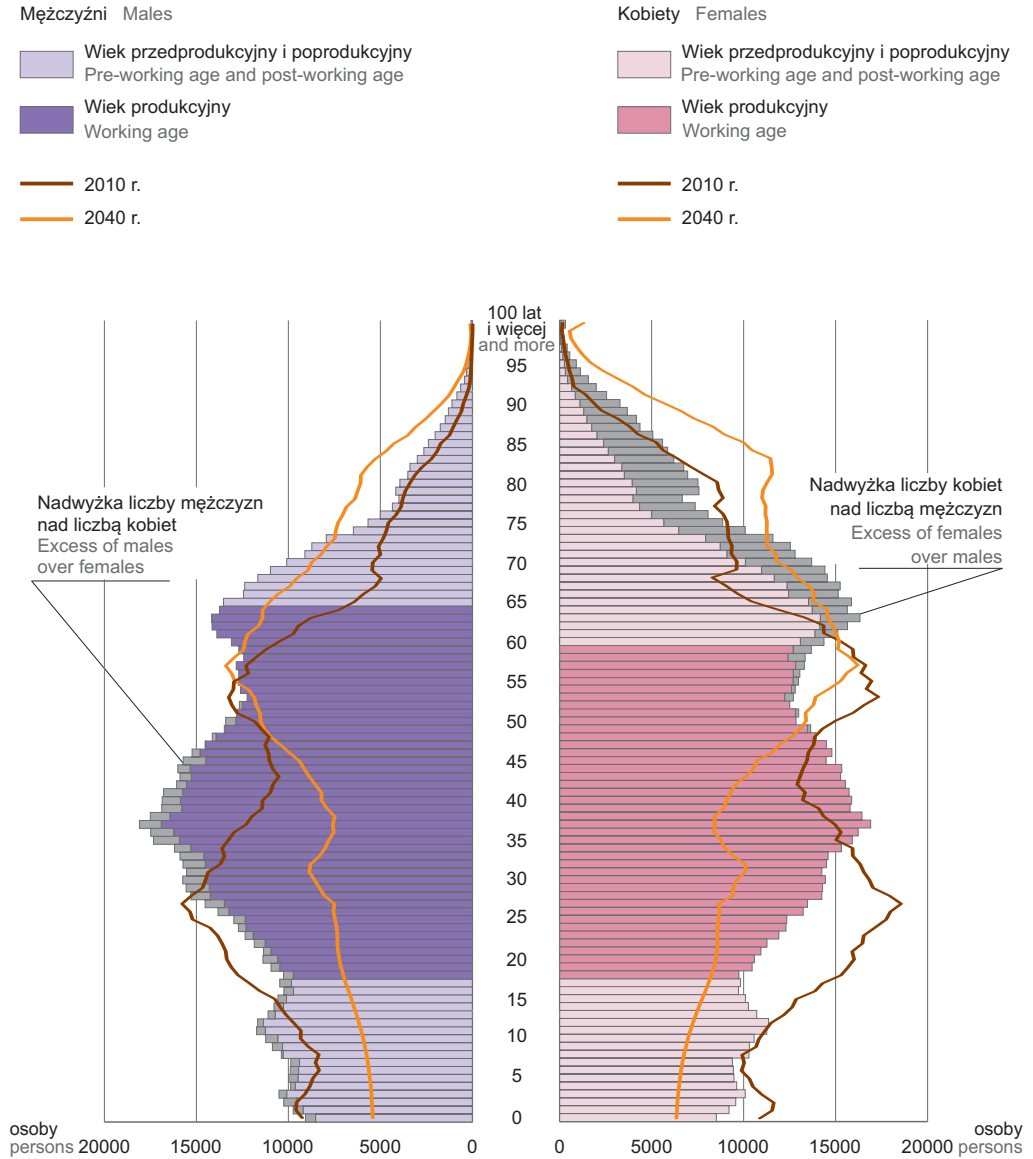 Mężczyźni Males
Wiek przedprodukcyjny i poprodukcyjny
Pre-working age and post-working age
Wiek produkcyjny
Working age
2010 r.
2040 r.
Kobiety Females
Wiek przedprodukcyjny i poprodukcyjny
Pre-working age and post-working age
Wiek produkcyjny
Working age
2010 r.
2040 r.
100 lat
i więcej
and more
95
90
85
80
75
70
65
60
55
50
45
40
35
30
25
20
15
10
5
0
Nadwyżka liczby mężczyzn
nad liczbą kobiet
Excess of males
over females
Nadwyżka liczby kobiet
nad liczbą mężczyzn
Excess of females
over males
osoby
persons 20000 15000 10000 5000 0
0 5000 10000 15000 20000
osoby
persons